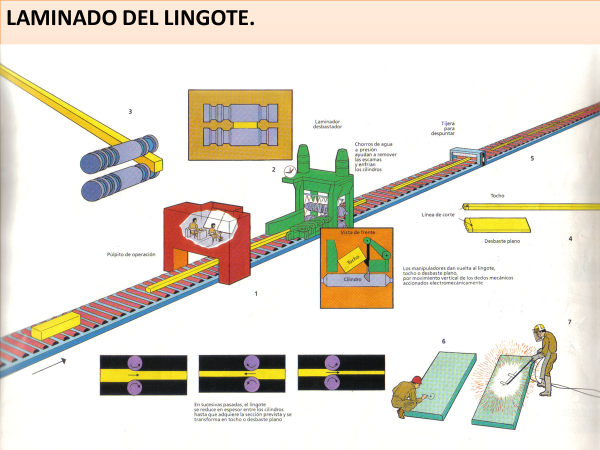 LAMINADO DEL LINGOTE.
3
Laminador
desbastador
2
Chorros de agua
a presión
ayudan a remover
las escamas
y enfrían
los cilindros
Tijera
para
despuntar
5
Tocho
Línea de corte
Desbaste plano
4
Púlpito de operación
Vista de frente
Tocho
Cilindro
Los manipuladores dan vuelta al lingote,
tocho o desbaste plano,
por movimiento vertical de los dedos mecánicos
accionados electromecánicamente
1
6
7
En sucesivas pasadas, el lingote
se reduce en espesor entre los cilindros
hasta que adquiere la sección prevista y se
transforma en tocho o desbaste plano